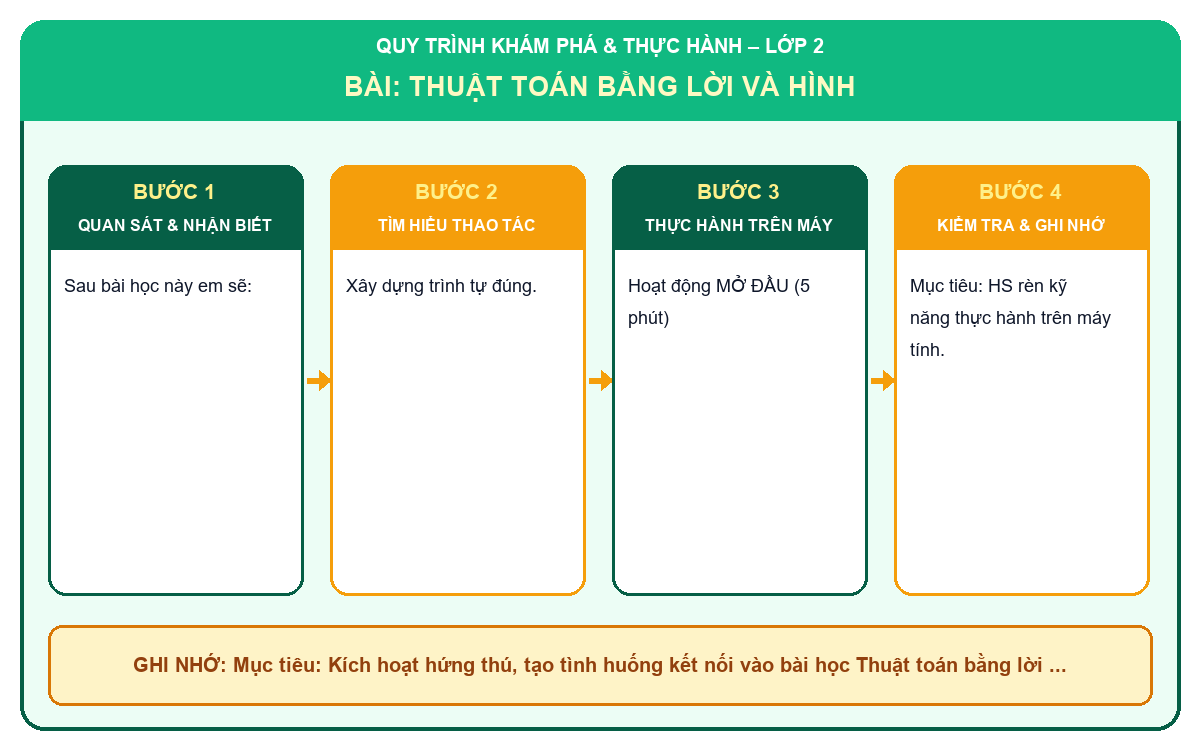 QUY TRÌNH KHÁM PHÁ & THỰC HÀNH – LỚP 2
BÀI: THUẬT TOÁN BẰNG LỜI VÀ HÌNH
BƯỚC 1
QUAN SÁT & NHẬN BIẾT
Sau bài học này em sẽ:
BƯỚC 2
TÌM HIỂU THAO TÁC
Xây dựng trình tự đúng.
BƯỚC 3
THỰC HÀNH TRÊN MÁY
Hoạt động MỞ ĐẦU (5
phút)
BƯỚC 4
KIỂM TRA & GHI NHỚ
Mục tiêu: HS rèn kỹ
năng thực hành trên máy
tính.
GHI NHỚ: Mục tiêu: Kích hoạt hứng thú, tạo tình huống kết nối vào bài học Thuật toán bằng lời ...